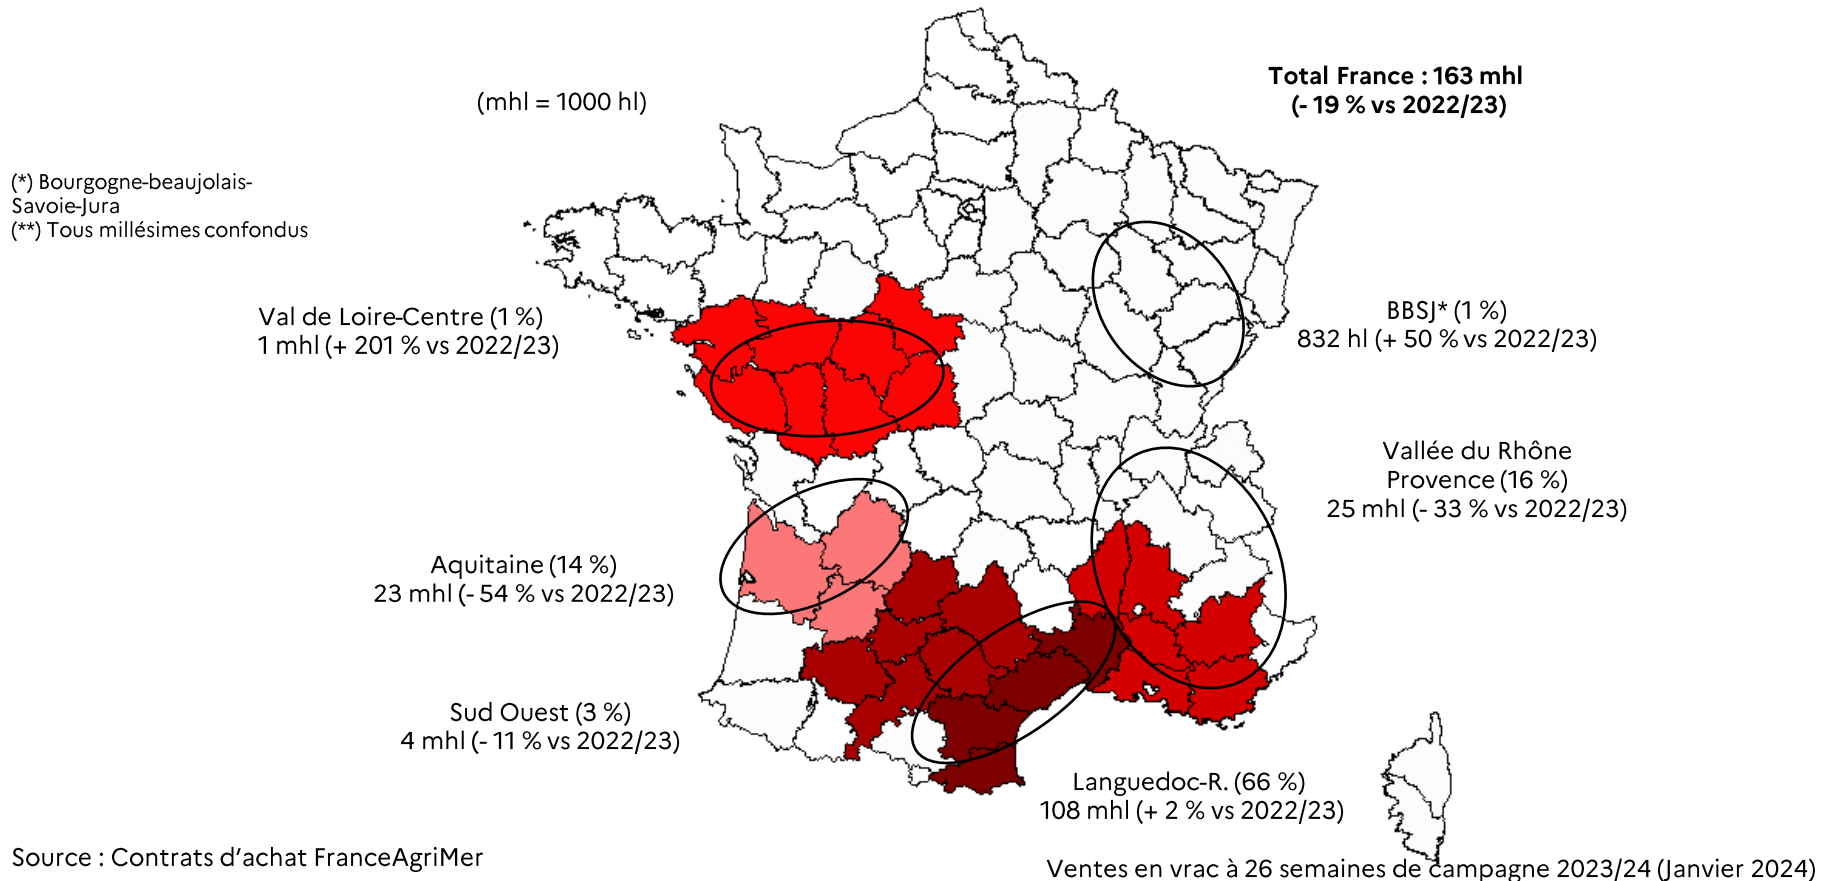 Total France : 163 mhl
(- 19 % vs 2022/23)
(mhl = 1000 hl)
(*) Bourgogne-beaujolais-
Savoie-Jura
(**) Tous millésimes confondus
Val de Loire-Centre (1 %)
1 mhl (+ 201 % vs 2022/23)
BBSJ* (1 %)
832 hl (+ 50 % vs 2022/23)
Vallée du Rhône
Provence (16 %)
25 mhl (- 33 % vs 2022/23)
Aquitaine (14 %)
23 mhl (- 54 % vs 2022/23)
Sud Ouest (3 %)
4 mhl (- 11 % vs 2022/23)
Languedoc-R. (66 %)
108 mhl (+ 2 % vs 2022/23)
Source : Contrats d’achat FranceAgriMer
Ventes en vrac à 26 semaines de campagne 2023/24 (Janvier 2024)